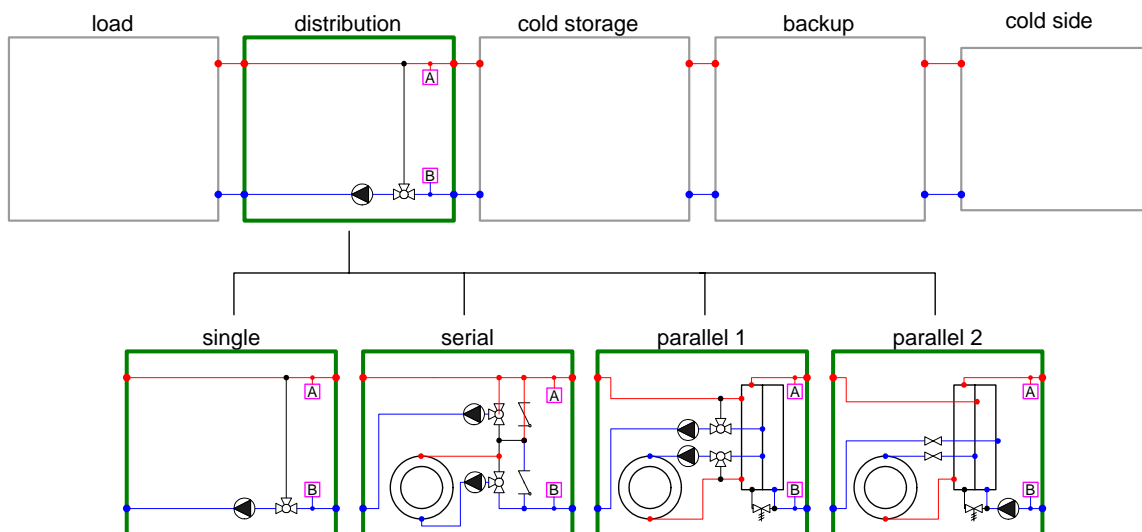 load distribution cold storage backup cold side
A
B
single serial parallel 1 parallel 2
A A A A
B B B B